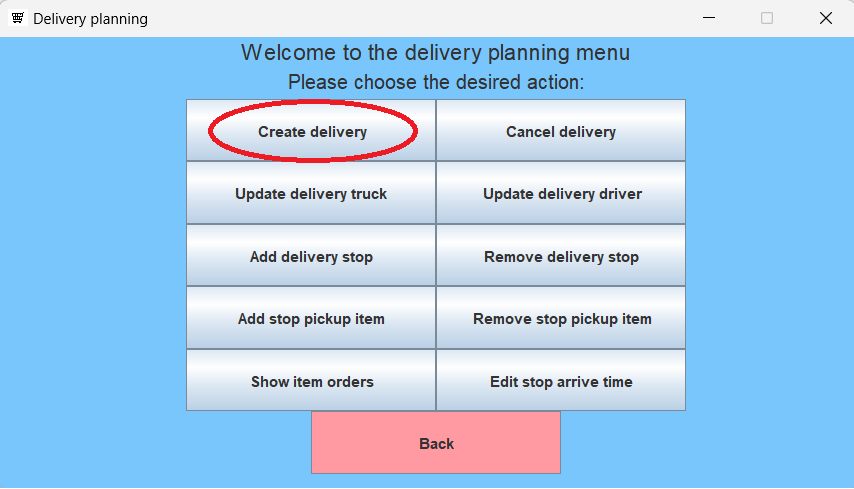 Delivery planning
Welcome to the delivery planning menu
Please choose the desired action:
Create delivery
Cancel delivery
Update delivery truck
Update delivery driver
Add delivery stop
Remove delivery stop
Add stop pickup item
Remove stop pickup item
Show item orders
Edit stop arrive time
Back